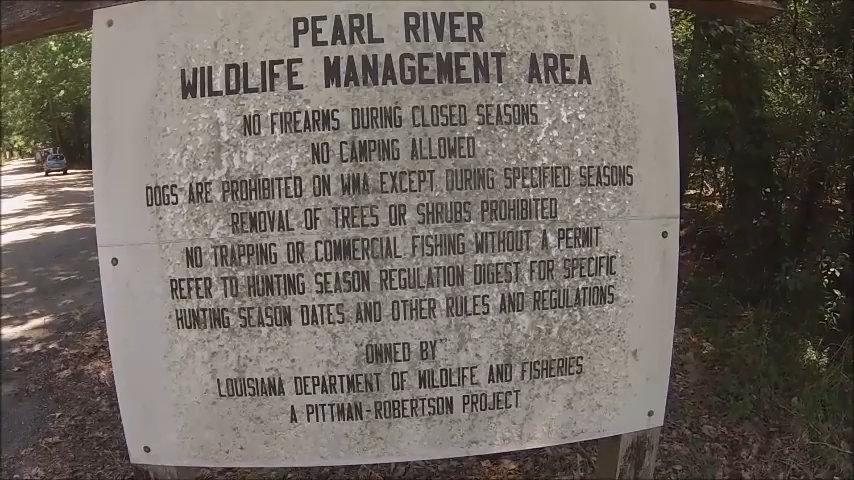 PEARL RIVER
WILDLIFE MANAGEMENT AREA
NO FIREARMS DURING CLOSED SEASONS
NO CAMPING ALLOWED
DOGS ARE PROHIBITED ON WMA EXCEPT DURING SPECIFIED SEASONS
REMOVAL OF TREES OR SHRUBS PROHIBITED
NO TRAPPING OR COMMERCIAL FISHING WITHOUT A PERMIT
REFER TO HUNTING SEASON REGULATION DIGEST FOR SPECIFIC
HUNTING SEASON DATES AND OTHER RULES AND REGULATIONS
OWNED BY
LOUISIANA DEPARTMENT OF WILDLIFE AND FISHERIES
A PITTMAN-ROBERTSON PROJECT